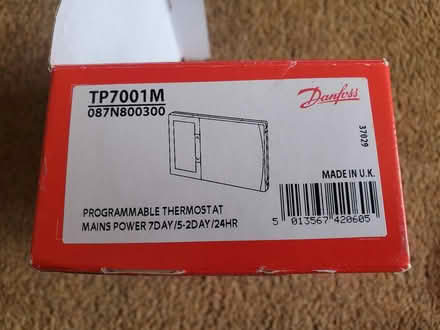 TP7001M
087N800300
Danfoss
37029
MADE IN U.K.
PROGRAMMABLE THERMOSTAT
MAINS POWER 7DAY/5-2DAY/24HR
5 013567 420605